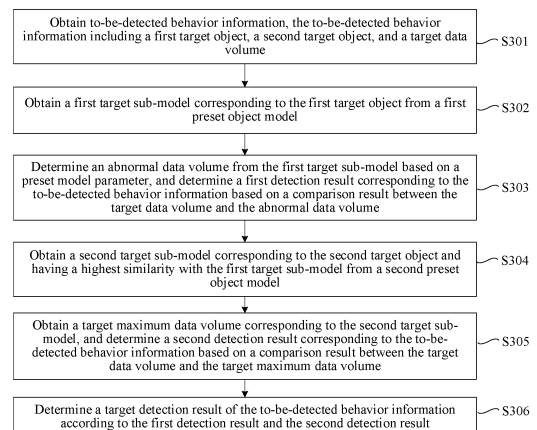 Obtain to-be-detected behavior information, the to-be-detected behavior
information including a first target object, a second target object, and a target data
volume
S301
Obtain a first target sub-model corresponding to the first target object from a first
preset object model
S302
Determine an abnormal data volume from the first target sub-model based on a
preset model parameter, and determine a first detection result corresponding to the
to-be-detected behavior information based on a comparison result between the
target data volume and the abnormal data volume
S303
Obtain a second target sub-model corresponding to the second target object and
having a highest similarity with the first target sub-model from a second preset
object model
S304
Obtain a target maximum data volume corresponding to the second target sub-
model, and determine a second detection result corresponding to the to-be-
detected behavior information based on a comparison result between the target
data volume and the target maximum data volume
S305
Determine a target detection result of the to-be-detected behavior information
according to the first detection result and the second detection result
S306